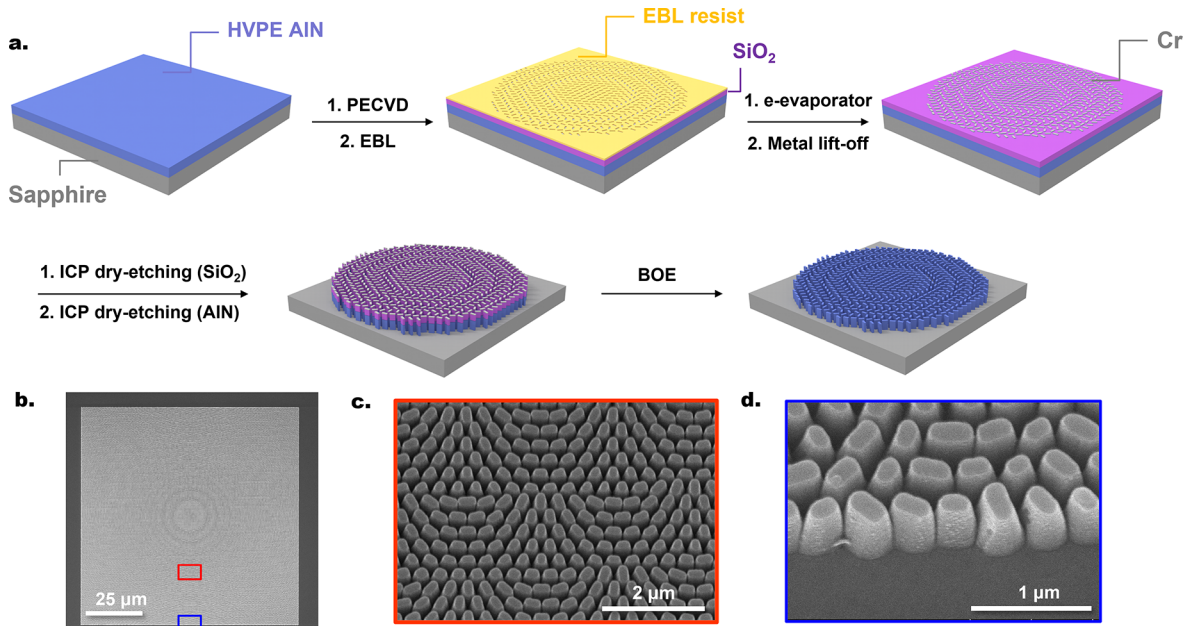 a.
HVPE AlN
EBL resist
SiO₂
Cr
1. PECVD
2. EBL
1. e-evaporator
2. Metal lift-off
Sapphire
1. ICP dry-etching (SiO₂)
2. ICP dry-etching (AlN)
BOE
b.
25 µm
c.
2 µm
d.
1 µm